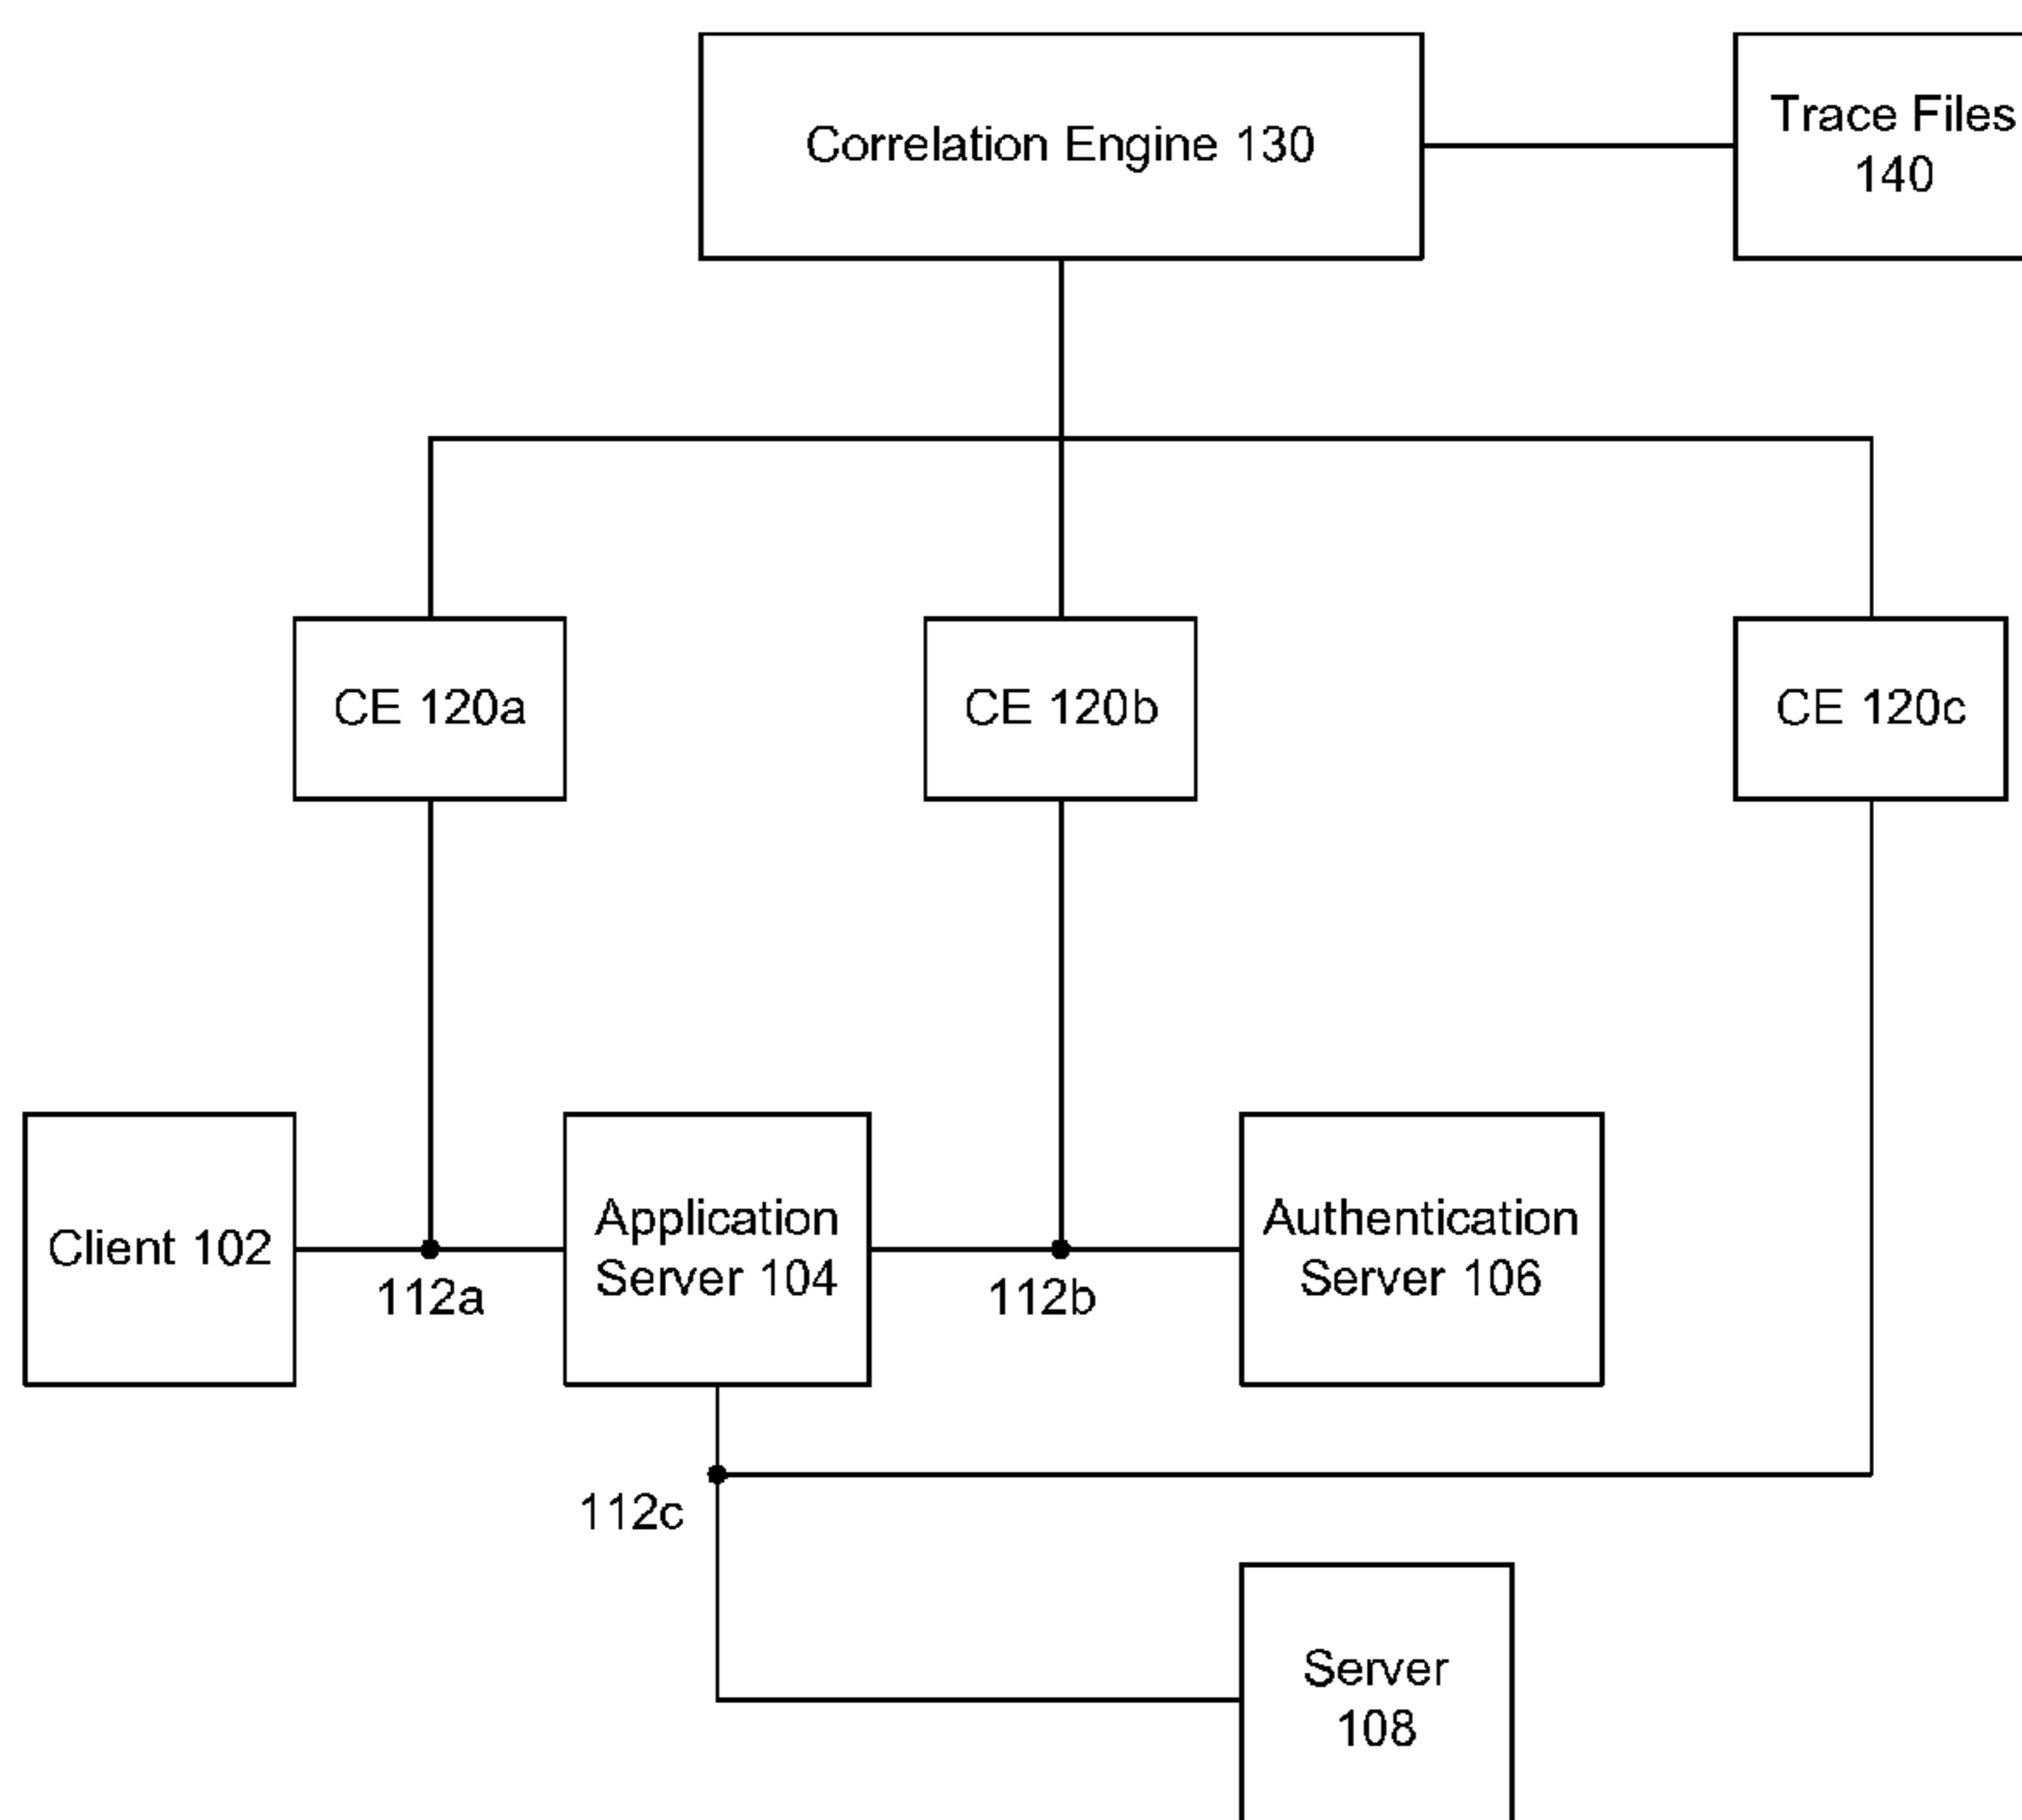 Correlation Engine 130
Trace Files
140
CE 120a
CE 120b
CE 120c
Client 102
112a
Application
Server 104
112b
Authentication
Server 106
112c
Server
108